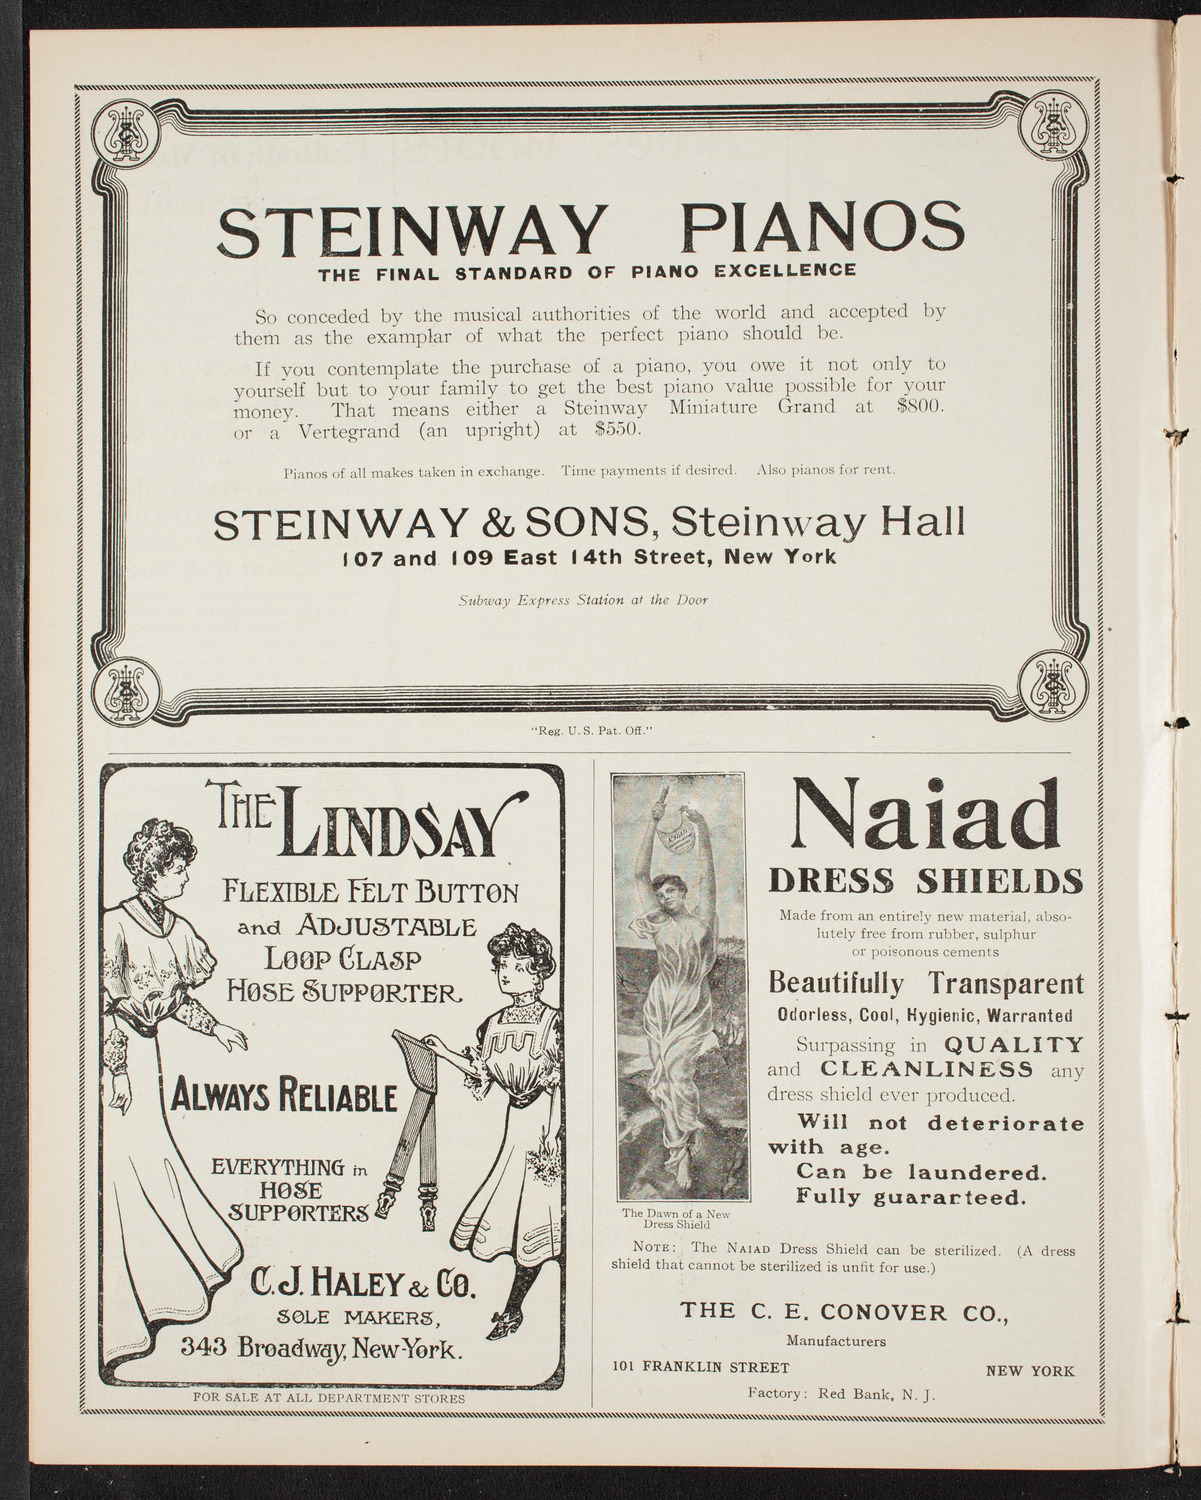 STEINWAY PIANOS
THE FINAL STANDARD OF PIANO EXCELLENCE
So conceded by the musical authorities of the world and accepted by
them as the examplar of what the perfect piano should be.
If you contemplate the purchase of a piano, you owe it not only to
yourself but to your family to get the best piano value possible for your
money. That means either a Steinway Miniature Grand at $800.
or a Vertegrand (an upright) at $550.
Pianos of all makes taken in exchange. Time payments if desired. Also pianos for rent.
STEINWAY & SONS, Steinway Hall
107 and 109 East 14th Street, New York
Subway Express Station at the Door
"Reg. U.S. Pat. Off."
THE LINDSAY
FLEXIBLE FELT BUTTON
and ADJUSTABLE
LOOP CLASP
HOSE SUPPORTER.
ALWAYS RELIABLE
EVERYTHING in
HOSE
SUPPORTERS
C. J. HALEY & CO.
SOLE MAKERS,
343 Broadway, New-York.
FOR SALE AT ALL DEPARTMENT STORES
Naiad
DRESS SHIELDS
Made from an entirely new material, abso-
lutely free from rubber, sulphur
or poisonous cements
Beautifully Transparent
Odorless, Cool, Hygienic, Warranted
Surpassing in QUALITY
and CLEANLINESS any
dress shield ever produced.
Will not deteriorate
with age.
Can be laundered.
Fully guararteed.
The Dawn of a New
Dress Shield
NOTE: The NAIAD Dress Shield can be sterilized. (A dress
shield that cannot be sterilized is unfit for use.)
THE C. E. CONOVER CO.,
Manufacturers
101 FRANKLIN STREET NEW YORK
Factory: Red Bank, N. J.